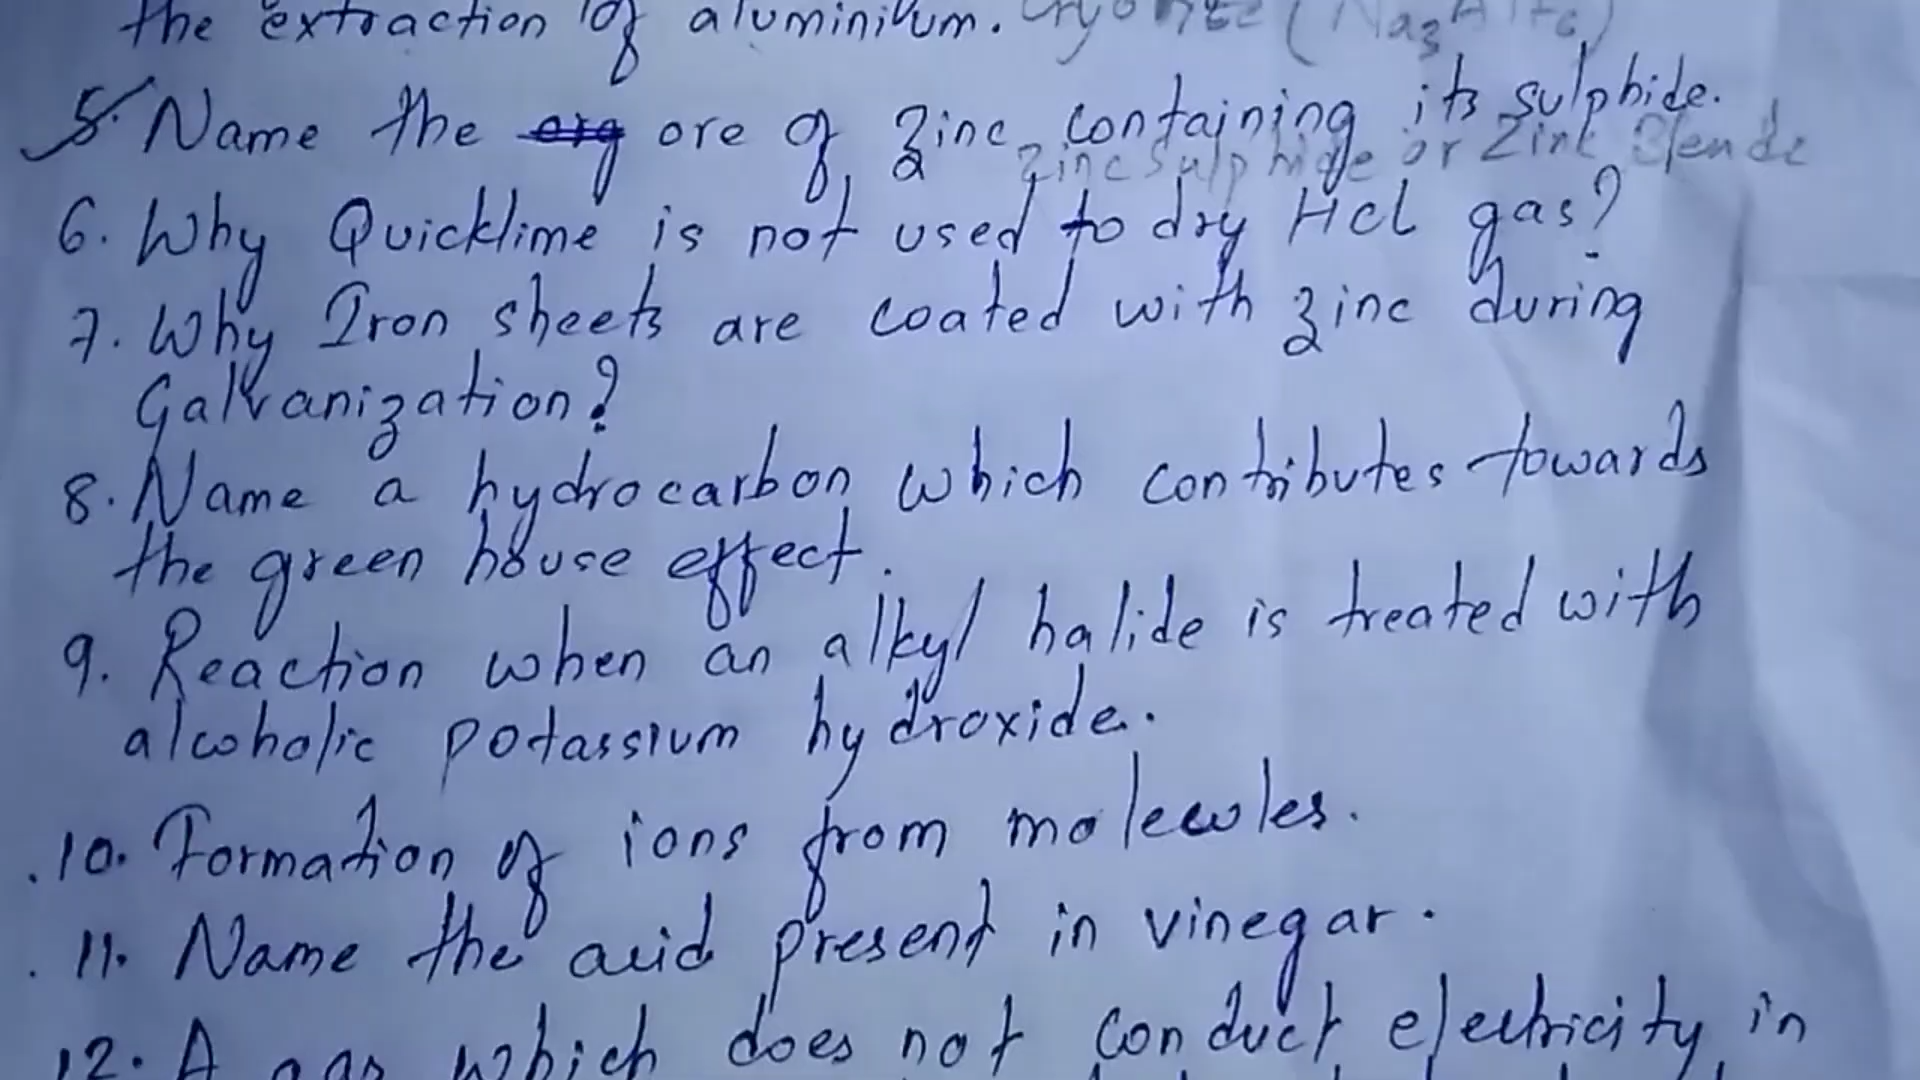 the extraction of aluminium. Cryolite (Na3AlF6)
5. Name the ore of Zinc containing its sulphide.
Zinc Sulphide or Zink Blende
6. Why Quicklime is not used to dry Hcl gas?
7. Why Iron sheets are coated with zinc during
Galvanization?
8. Name a hydrocarbon which contributes towards
the green house effect.
9. Reaction when an alkyl halide is treated with
alcoholic potassium hydroxide.
10. Formation of ions from molecules.
11. Name the acid present in vinegar.
12. A gas which does not conduct electricity in